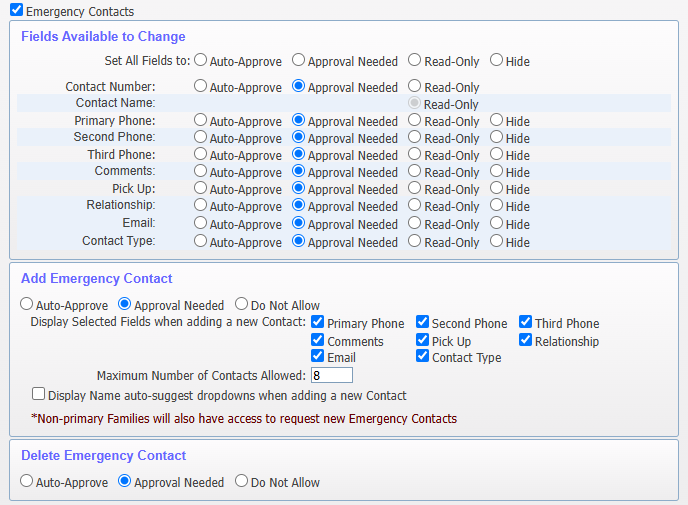 Emergency Contacts
Fields Available to Change
Set All Fields to: Auto-Approve Approval Needed Read-Only Hide
Contact Number: Auto-Approve Approval Needed Read-Only
Contact Name: Read-Only
Primary Phone: Auto-Approve Approval Needed Read-Only Hide
Second Phone: Auto-Approve Approval Needed Read-Only Hide
Third Phone: Auto-Approve Approval Needed Read-Only Hide
Comments: Auto-Approve Approval Needed Read-Only Hide
Pick Up: Auto-Approve Approval Needed Read-Only Hide
Relationship: Auto-Approve Approval Needed Read-Only Hide
Email: Auto-Approve Approval Needed Read-Only Hide
Contact Type: Auto-Approve Approval Needed Read-Only Hide
Add Emergency Contact
Auto-Approve Approval Needed Do Not Allow
Display Selected Fields when adding a new Contact: Primary Phone Second Phone Third Phone
Comments Pick Up Relationship
Email Contact Type
Maximum Number of Contacts Allowed: 8
Display Name auto-suggest dropdowns when adding a new Contact
*Non-primary Families will also have access to request new Emergency Contacts
Delete Emergency Contact
Auto-Approve Approval Needed Do Not Allow